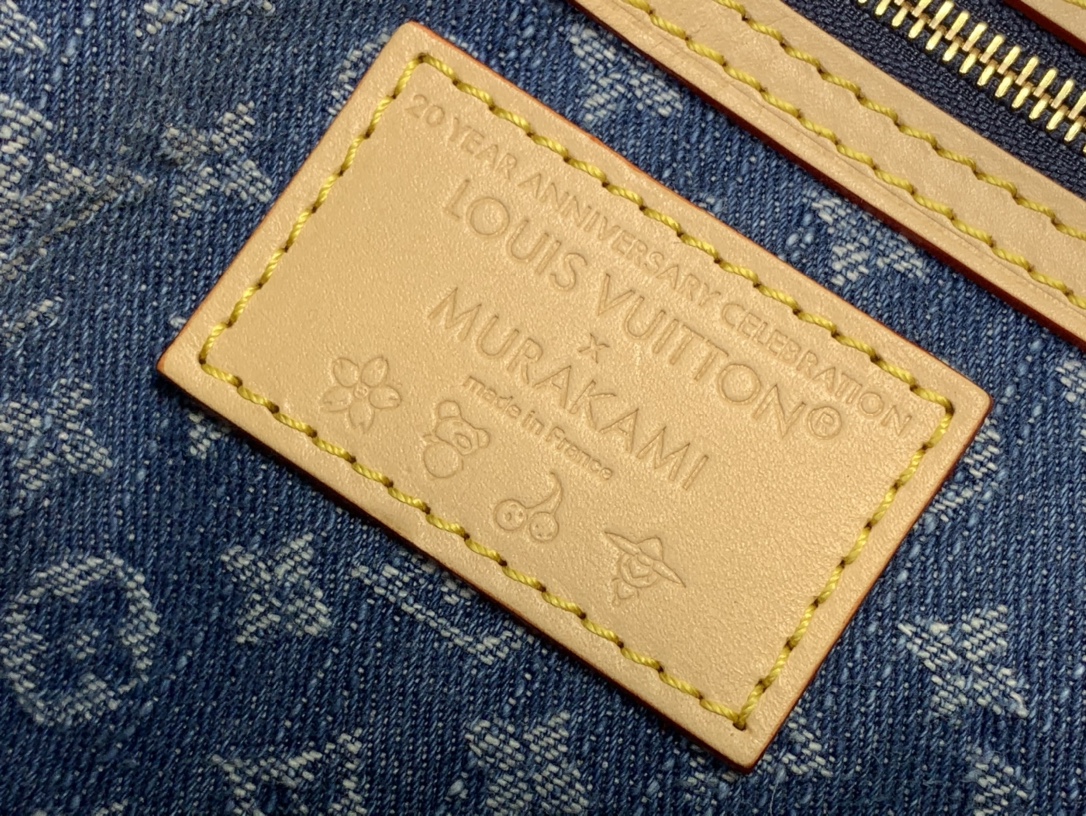 20 YEAR ANNIVERSARY CELEBRATION
LOUIS VUITTON®
x
MURAKAMI
made in France